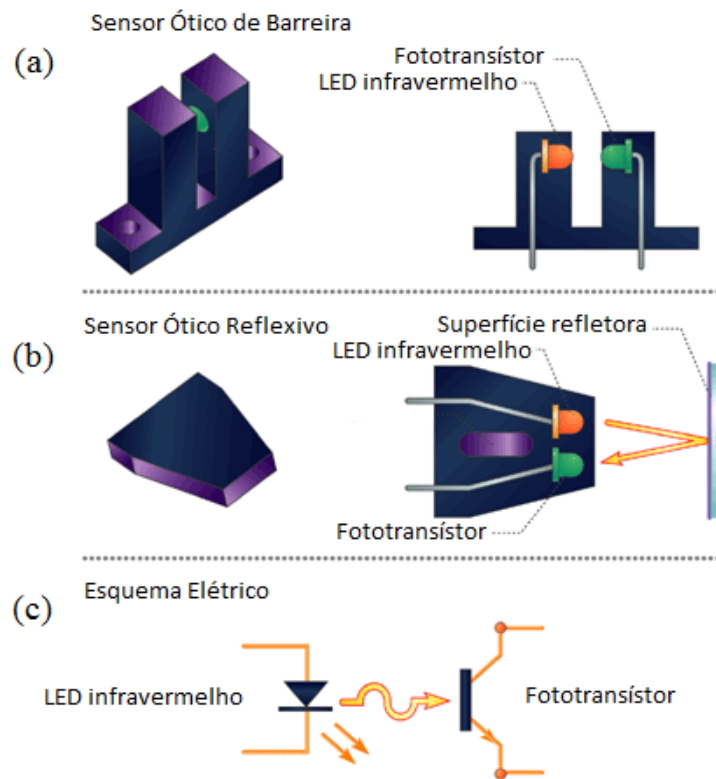 Sensor Ótico de Barreira
(a)
Fototransístor
LED infravermelho
Sensor Ótico Reflexivo
(b)
Superfície refletora
LED infravermelho
Fototransístor
Esquema Elétrico
(c)
LED infravermelho
Fototransístor